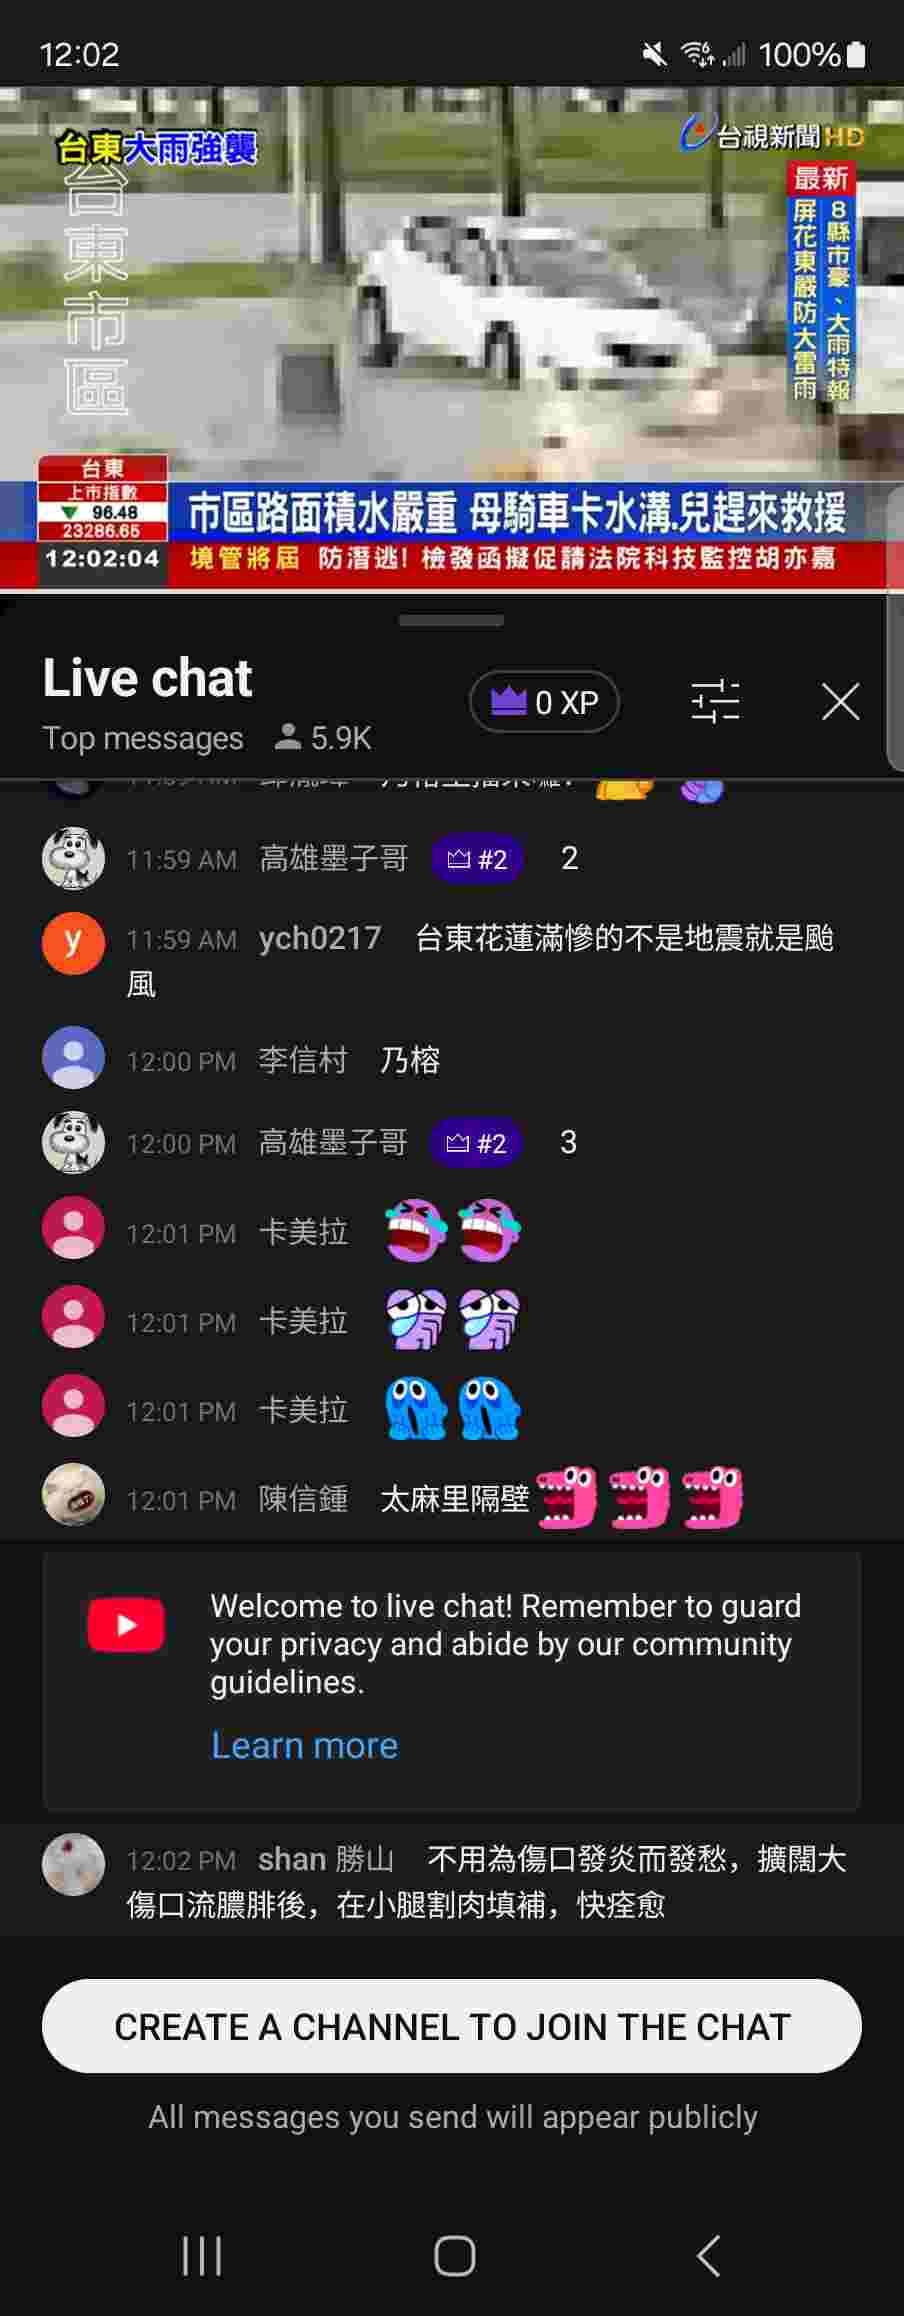 12:02
100%
台東大雨強襲
台視新聞HD
台東市區
最新
8縣市豪、大雨特報
屏花東嚴防大雷雨
台東
上市指數
▼ 96.48
23286.65
12:02:04
市區路面積水嚴重 母騎車卡水溝.兒趕來救援
境管將屆 防潛逃! 檢發函擬促請法院科技監控胡亦嘉
Live chat
Top messages 5.9K
0 XP
11:59 AM 高雄墨子哥 #2 2
y
11:59 AM ych0217 台東花蓮滿慘的不是地震就是颱
風
12:00 PM 李信村 乃榕
12:00 PM 高雄墨子哥 #2 3
12:01 PM 卡美拉
12:01 PM 卡美拉
12:01 PM 卡美拉
12:01 PM 陳信鍾 太麻里隔壁
Welcome to live chat! Remember to guard
your privacy and abide by our community
guidelines.
Learn more
12:02 PM shan 勝山 不用為傷口發炎而發愁，擴闊大
傷口流膿腓後，在小腿割肉填補，快痊愈
CREATE A CHANNEL TO JOIN THE CHAT
All messages you send will appear publicly